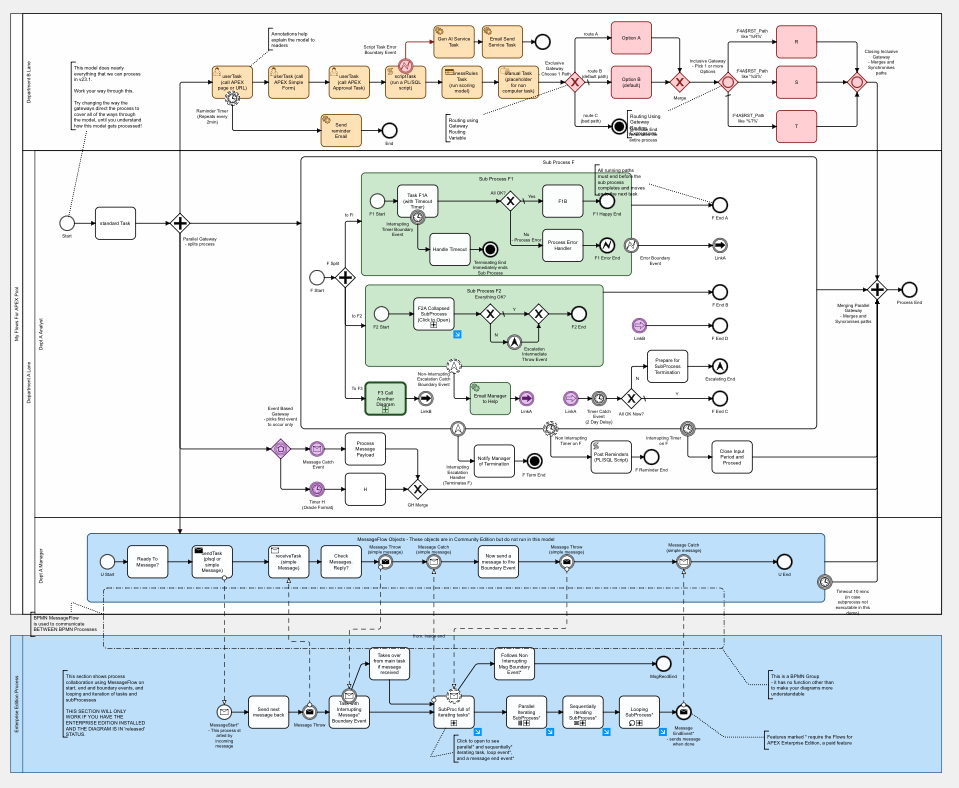 Department B Lane
Annotations help
explain the model to
readers
This model does nearly
everything that we can process
in v23.1.
Work your way through this.
Try changing the way the
gateways direct the process to
cover all of the ways through
the model, until you understand
how this model gets processed!
userTask
(call APEX
page or URL)
userTask (call
APEX Simple
Form)
userTask
(call APEX
Approval Task)
Script Task Error
Boundary Event
scriptTask
(run a PL/SQL
script)
Gen AI Service
Task
Email Send
Service Task
businessRules
Task
(run scoring
model)
Manual Task
(placeholder
for non
computer task)
Reminder Timer
(Repeats every
2min)
Send
reminder
Email
End
Exclusive
Gateway
- Choose 1 Path
route A
Option A
route B
(default path)
Option B
(default)
route C
(bad path)
Routing using
Gateway
Routing
Variable
Merge
Routing Using
Gateway
Routing
entire process
Inclusive Gateway
- Pick 1 or more
Options
:F4A$RST_Path
like '%R%'
:F4A$RST_Path
like '%S%'
:F4A$RST_Path
like '%T%'
R
S
T
Closing Inclusive
Gateway
- Merges and
Syncronises
paths
My Flows For APEX Pool
Department A Lane
Dept A Analyst
Start
standard Task
Parallel Gateway
- splits process
Sub Process F
F Start
F Split
to F1
to F2
To F3
Sub Process F1
F1 Start
Task F1A
(with Timeout
Timer)
Interrupting
Timer Boundary
Event
Handle Timeout
Terminating End
Immediately ends
Sub Process
All OK?
Yes
No
- Process Error
F1B
F1 Happy End
Process Error
Handler
F1 Error End
All running paths
must end before the
sub process
completes and moves
on to the next task
F End A
Error Boundary
Event
LinkA
Sub Process F2
F2 Start
F2A Collapsed
SubProcess
(Click to Open)
Everything OK?
Y
N
Escalation
Intermediate
Throw Event
F2 End
F End B
LinkB
F End D
Non-Interrupting
Escalation Catch
Boundary Event
F3 Call
Another
Diagram
LinkB
Email Manager
to Help
LinkA
LinkA
Timer Catch
Event
(2 Day Delay)
All OK Now?
N
Y
Prepare for
SubProcess
Termination
Escalating End
F End C
Merging Parallel
Gateway
- Merges and
Syncronises paths
Process End
Event Based
Gateway
- picks first event
to occur only
Message Catch
Event
Process
Message
Payload
Timer H
(Oracle Format)
H
GH Merge
Interrupting
Escalation
Handler
(Terminates F)
Notify Manager
of Termination
F Term End
Non Interrupting
Timer on F
Post Reminders
(PL/SQL Script)
F Reminder End
Interrupting Timer
on F
Close Input
Period and
Proceed
Dept A Manager
MessageFlow Objects - These objects are in Community Edition but do not run in this model
U Start
Ready To
Message?
sendTask
(plsql or
simple
Message)
receiveTask
(simple
Message)
Check
Messages.
Reply?
Message Throw
(simple message)
Message Catch
(simple message)
Now send a
message to fire
Boundary Event
Message Throw
(simple message)
Message Catch
(simple message)
U End
Timeout 10 mins
(in case
subprocess not
executable in this
demo)
BPMN MessageFlow
is used to communicate
BETWEEN BPMN Processes
Enterprise Edition Process
This section shows process
collaboration using MessageFlow on
start, end and boundary events, and
looping and iteration of tasks and
subProcesses
THIS SECTION WILL ONLY
WORK IF YOU HAVE THE
ENTERPRISE EDITION INSTALLED
AND THE DIAGRAM IS IN 'released'
STATUS.
MessageStart*
- This process is
started by
incoming
message
Send next
message back
Message Throw
Interrupting
Message*
Boundary Event
Takes over
from main task
if message
received
SubProc full of
iterating tasks*
Click to open to see
parallel* and sequentially*
iterating task, loop event*,
and a message end event*
Follows Non
Interrupting
Msg Boundary
Event*
MsgRecdEnd
Parallel
Iterating
SubProcess*
Sequentially
Iterating
SubProcess*
Looping
SubProcess*
Message
EndEvent*
- sends message
when done
This is a BPMN Group
- it has no function other than
to make your diagrams more
understandable
Features marked * require the Flows for
APEX Enterprise Edition, a paid feature